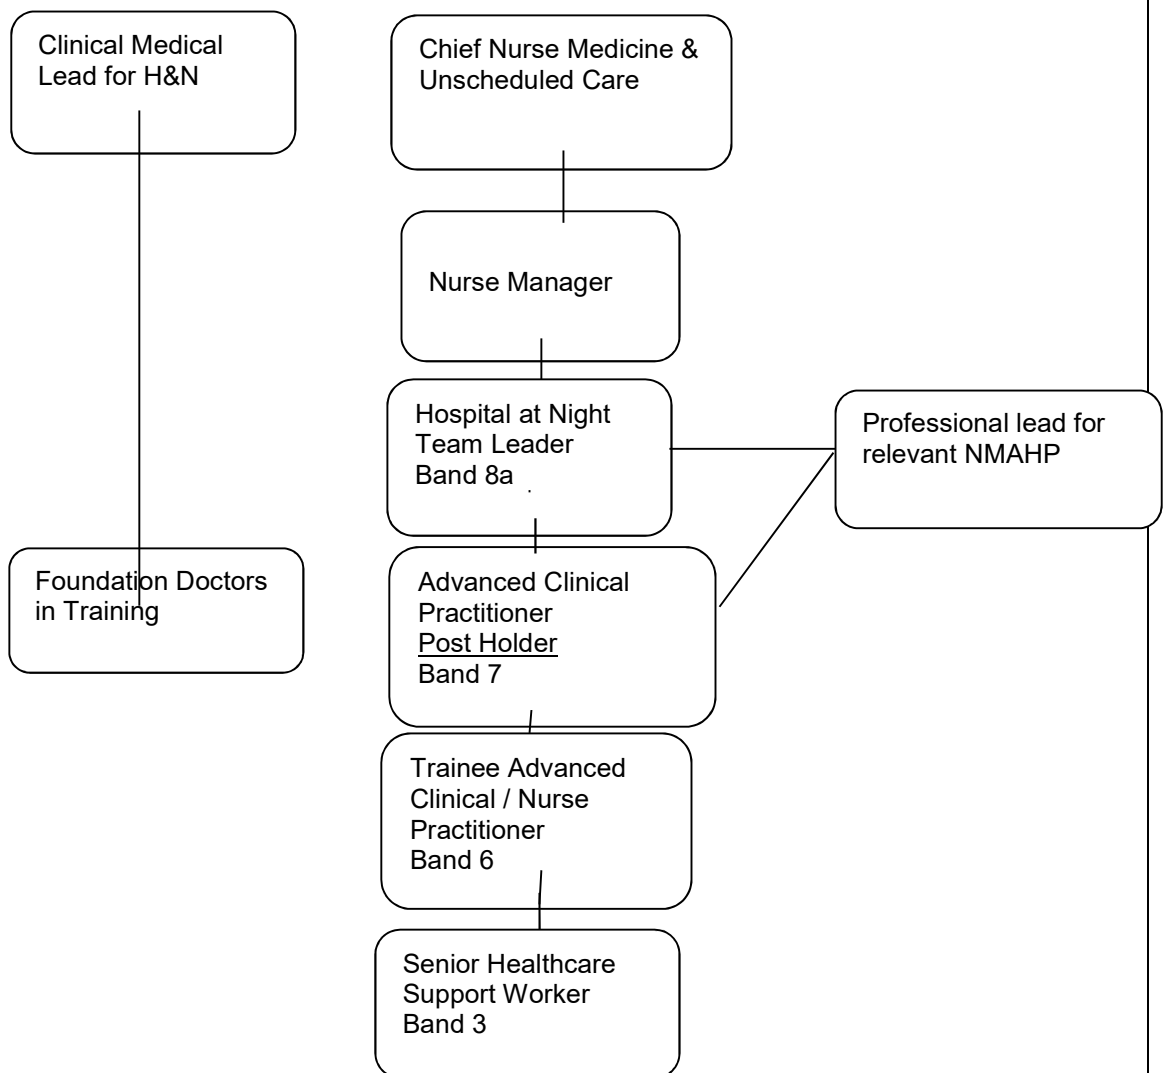 Clinical Medical
Lead for H&N
Chief Nurse Medicine &
Unscheduled Care
Nurse Manager
Hospital at Night
Team Leader
Band 8a
Professional lead for
relevant NMAHP
Foundation Doctors
in Training
Advanced Clinical
Practitioner
Post Holder
Band 7
Trainee Advanced
Clinical / Nurse
Practitioner
Band 6
Senior Healthcare
Support Worker
Band 3